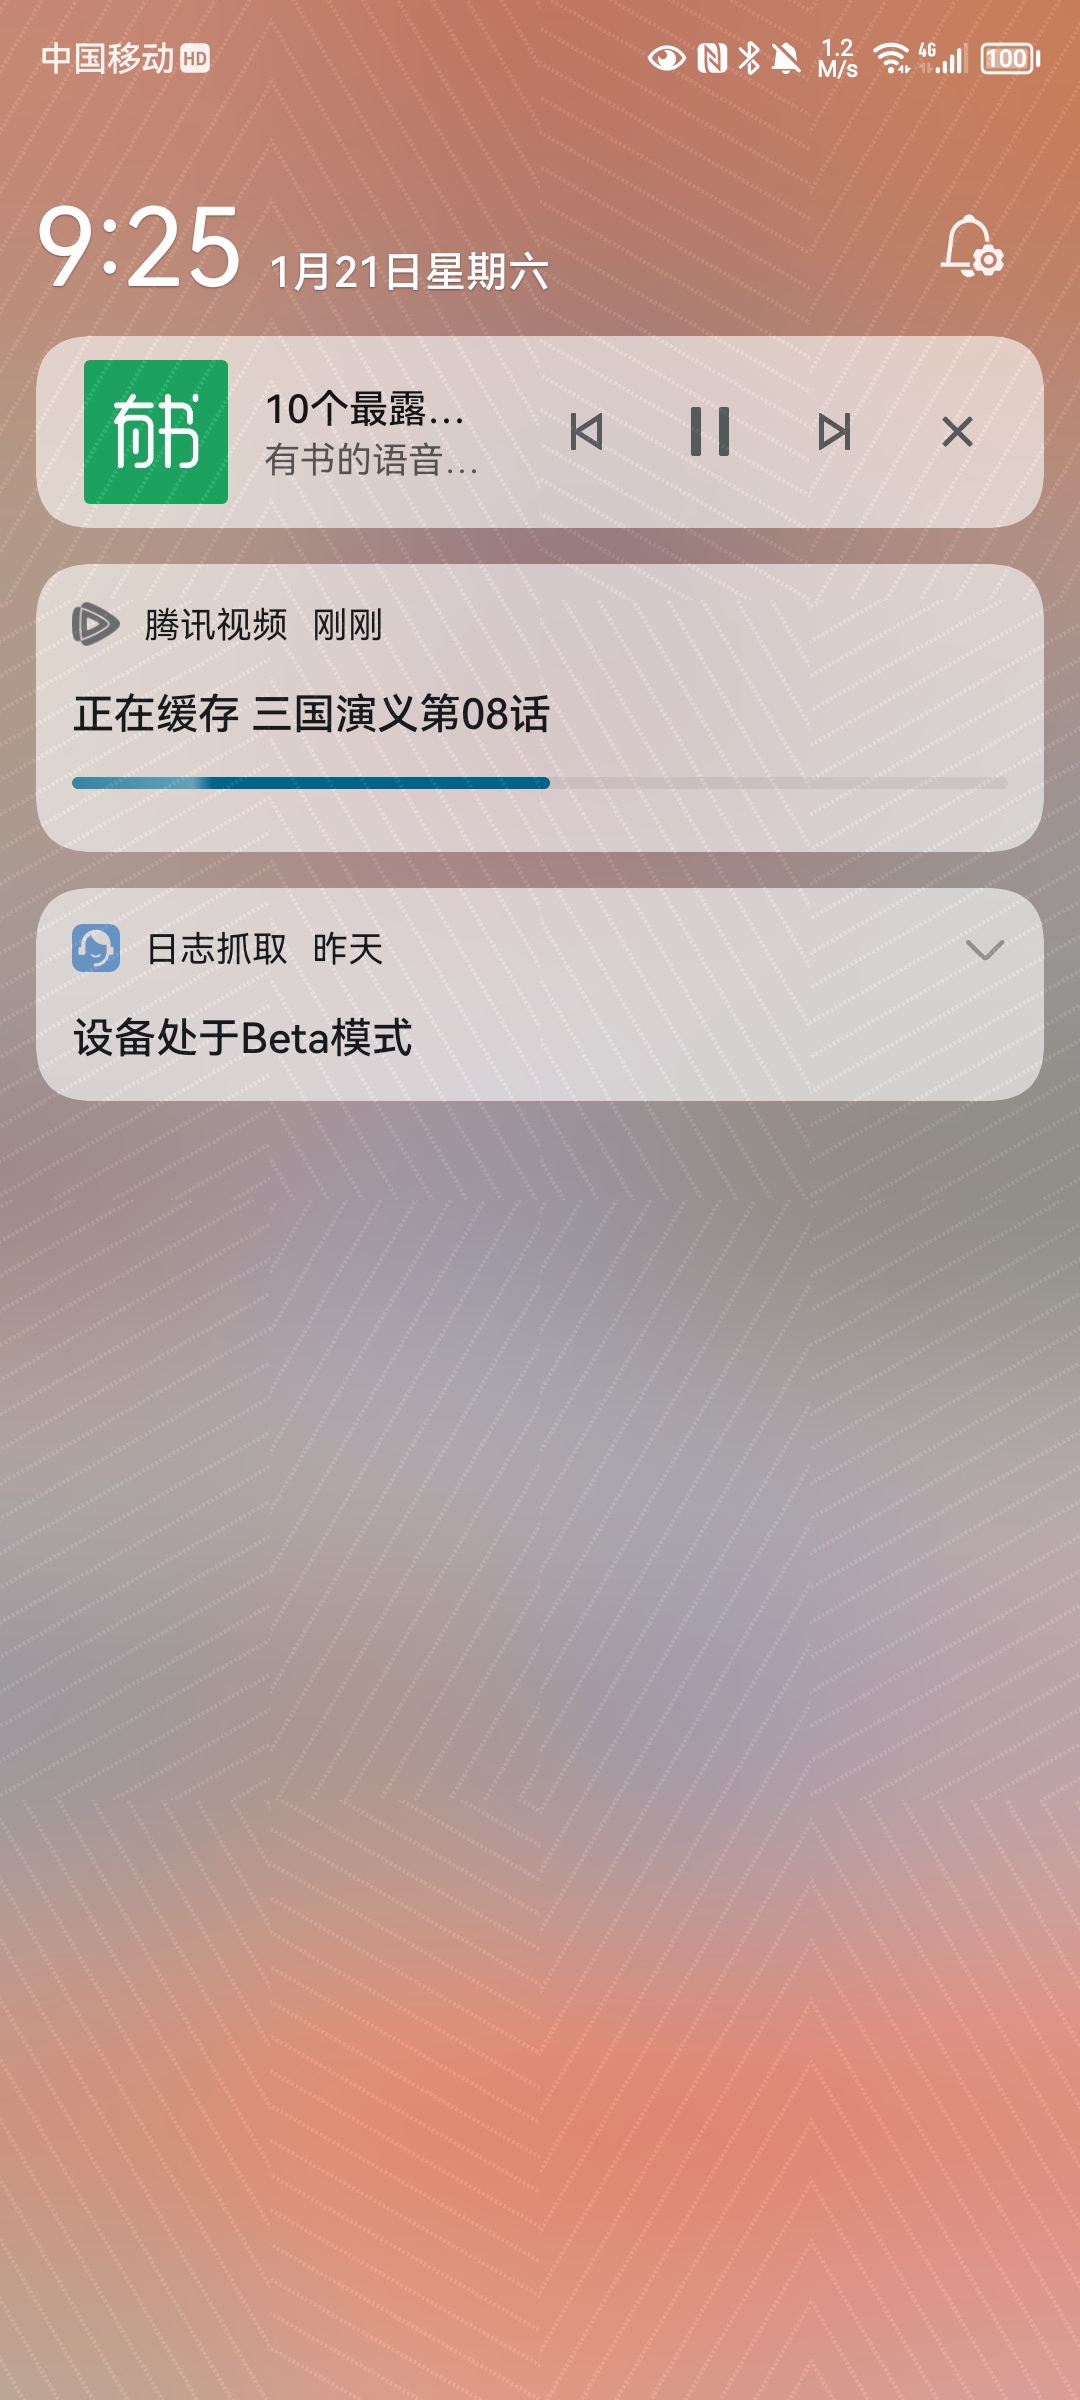 中国移动 HD 1.2 M/s 4G 100
9:25 1月21日星期六
有书
10个最露...
有书的语音...
腾讯视频 刚刚
正在缓存 三国演义第08话
日志抓取 昨天
设备处于Beta模式